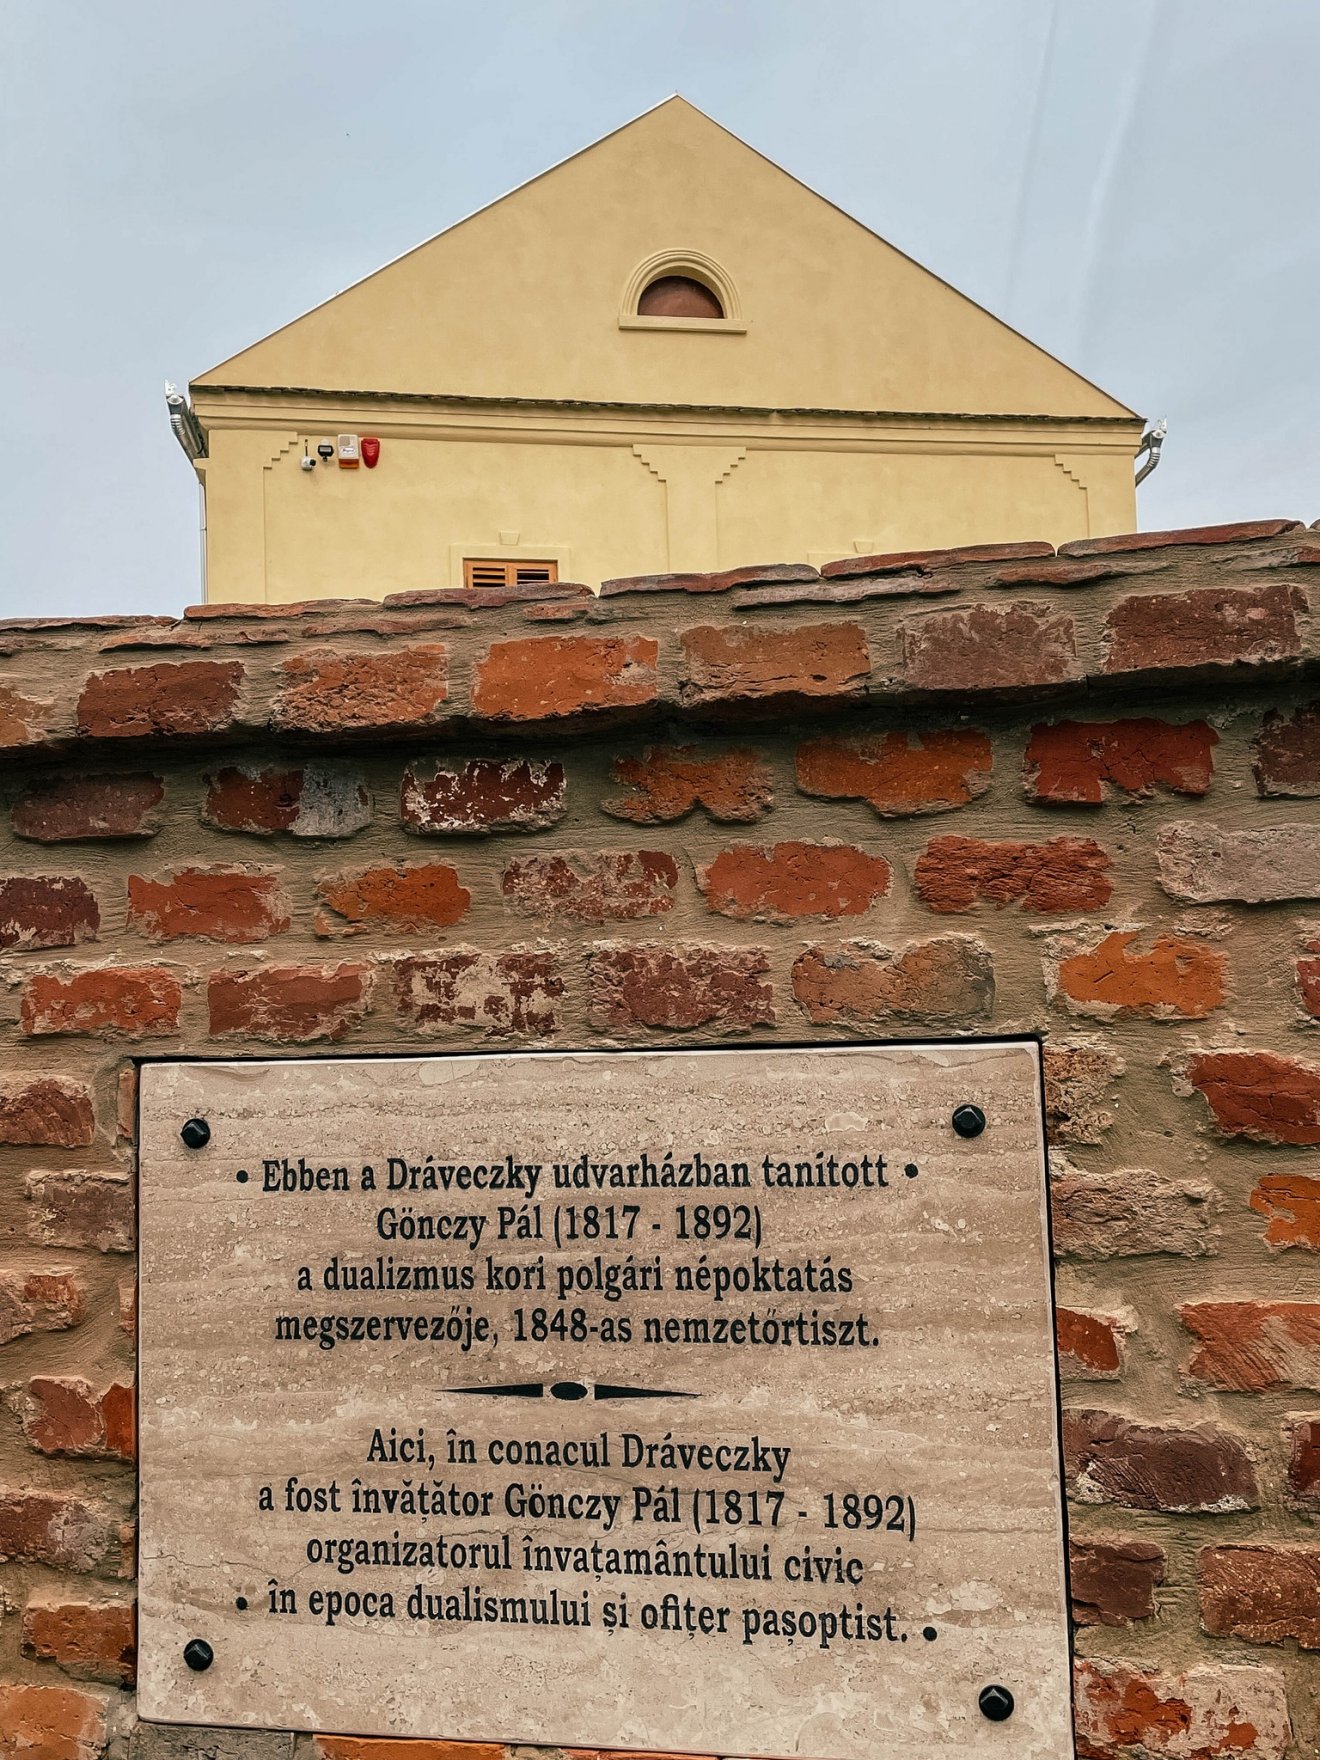 • Ebben a Dráveczky udvarházban tanított •
Gönczy Pál (1817 - 1892)
a dualizmus kori polgári népoktatás
megszervezője, 1848-as nemzetőrtiszt.
Aici, în conacul Dráveczky
a fost învățător Gönczy Pál (1817 - 1892)
organizatorul învațamântului civic
• în epoca dualismului și ofițer pașoptist. •